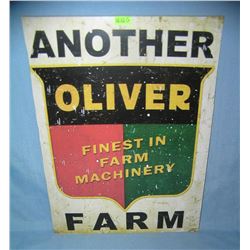 ANOTHER
OLIVER
FINEST IN
FARM
MACHINERY
FARM